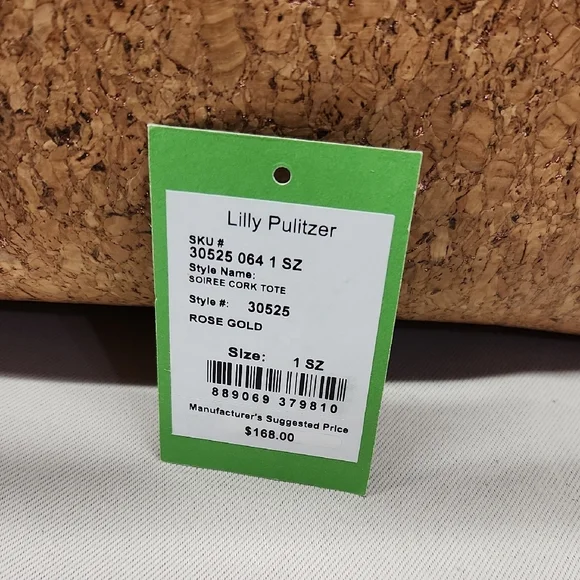 Lilly Pulitzer
SKU #
30525 064 1 SZ
Style Name:
SOIREE CORK TOTE
Style #: 30525
ROSE GOLD
Size: 1 SZ
889069 379810
Manufacturer's Suggested Price
$168.00